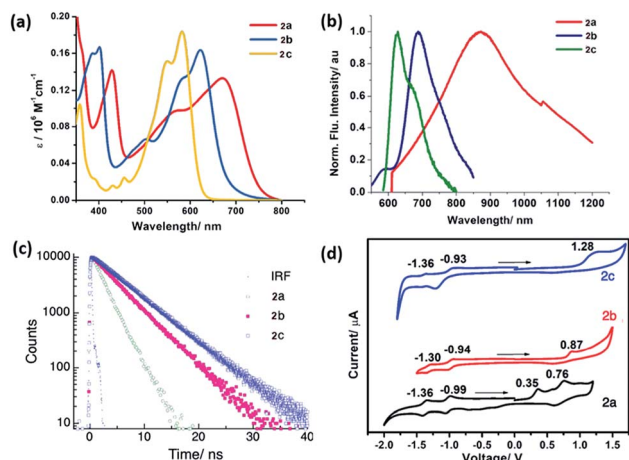 (a)
ε / 10⁶ M⁻¹ cm⁻¹
0.20
0.16
0.12
0.08
0.04
0.00
2a
2b
2c
400 500 600 700 800
Wavelength/ nm
(b)
Norm. Flu. Intensity/ au
1.0
0.8
0.6
0.4
0.2
0.0
2a
2b
2c
500 600 700 800 900 1000 1100 1200
Wavelength/ nm
(c)
Counts
10000
1000
100
10
IRF
2a
2b
2c
0 10 20 30 40
Time/ ns
(d)
Current/ µA
-1.36 -0.93 1.28
2c
-1.30 -0.94 0.87
2b
-1.36 -0.99 0.35 0.76
2a
-2.0 -1.5 -1.0 -0.5 0.0 0.5 1.0 1.5
Voltage/ V